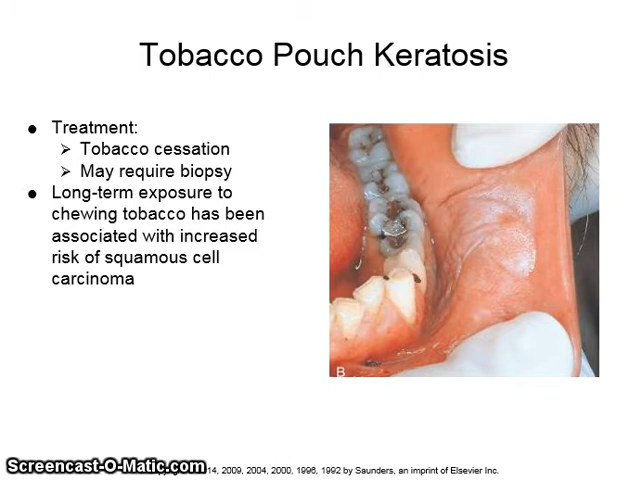 Tobacco Pouch Keratosis
● Treatment:
➢ Tobacco cessation
➢ May require biopsy
● Long-term exposure to
chewing tobacco has been
associated with increased
risk of squamous cell
carcinoma
B
Screencast-O-Matic.com
14, 2009, 2004, 2000, 1996, 1992 by Saunders, an imprint of Elsevier Inc.